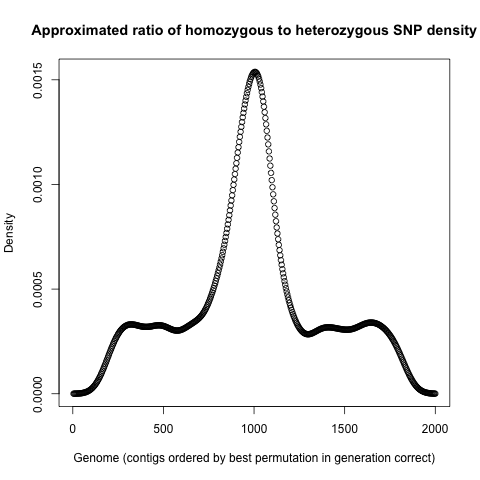 Approximated ratio of homozygous to heterozygous SNP density
0.0015
0.0010
0.0005
0.0000
Density
0 500 1000 1500 2000
Genome (contigs ordered by best permutation in generation correct)